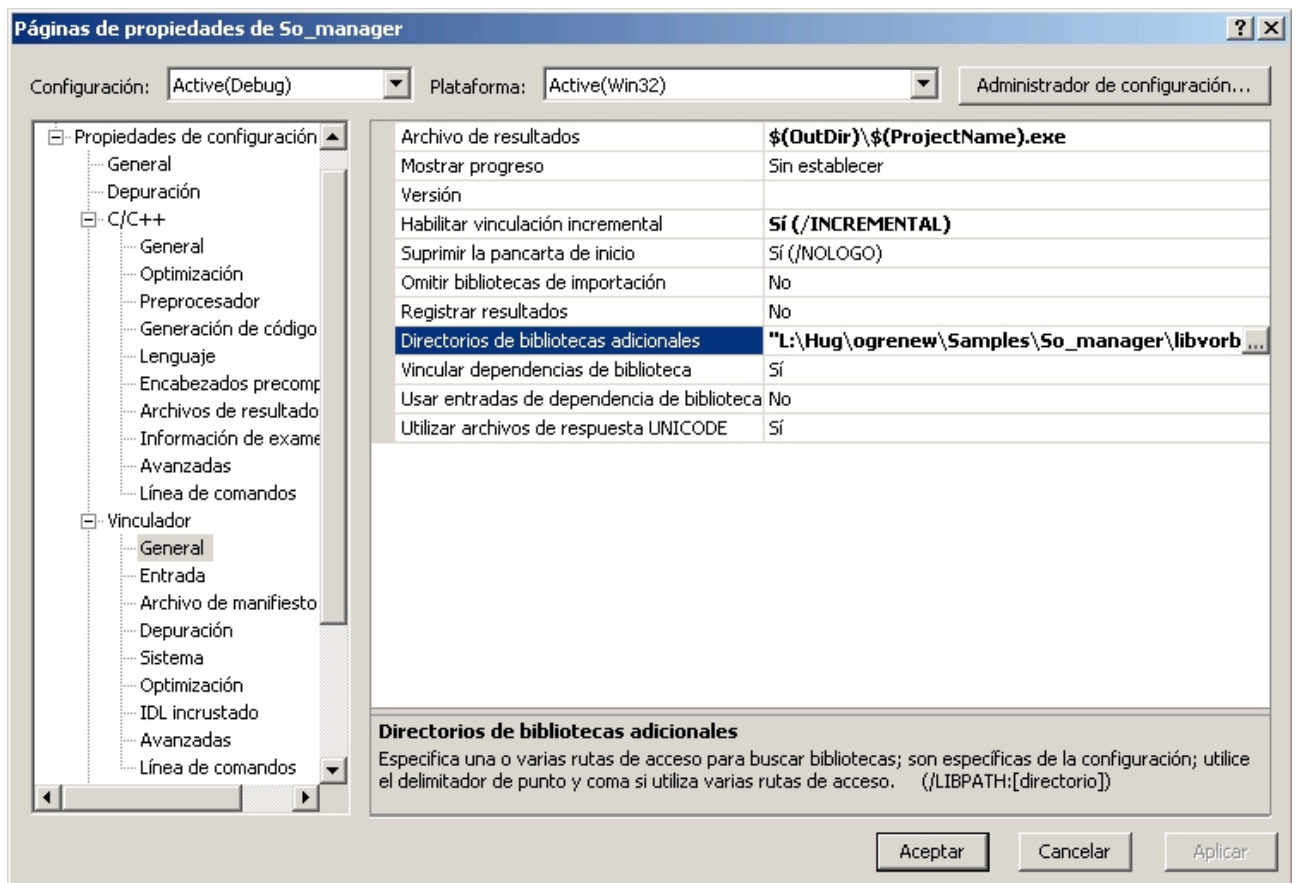 Páginas de propiedades de So_manager
Configuración: Active(Debug) Plataforma: Active(Win32) Administrador de configuración...
Propiedades de configuración
General
Depuración
C/C++
General
Optimización
Preprocesador
Generación de código
Lenguaje
Encabezados precomp
Archivos de resultado
Información de exame
Avanzadas
Línea de comandos
Vinculador
General
Entrada
Archivo de manifiesto
Depuración
Sistema
Optimización
IDL incrustado
Avanzadas
Línea de comandos
Archivo de resultados $(OutDir)\$(ProjectName).exe
Mostrar progreso Sin establecer
Versión
Habilitar vinculación incremental Sí (/INCREMENTAL)
Suprimir la pancarta de inicio Sí (/NOLOGO)
Omitir bibliotecas de importación No
Registrar resultados No
Directorios de bibliotecas adicionales "L:\Hug\ogrenew\Samples\So_manager\libvorb ...
Vincular dependencias de biblioteca Sí
Usar entradas de dependencia de biblioteca No
Utilizar archivos de respuesta UNICODE Sí
Directorios de bibliotecas adicionales
Especifica una o varias rutas de acceso para buscar bibliotecas; son específicas de la configuración; utilice
el delimitador de punto y coma si utiliza varias rutas de acceso. (/LIBPATH:[directorio])
Aceptar Cancelar Aplicar